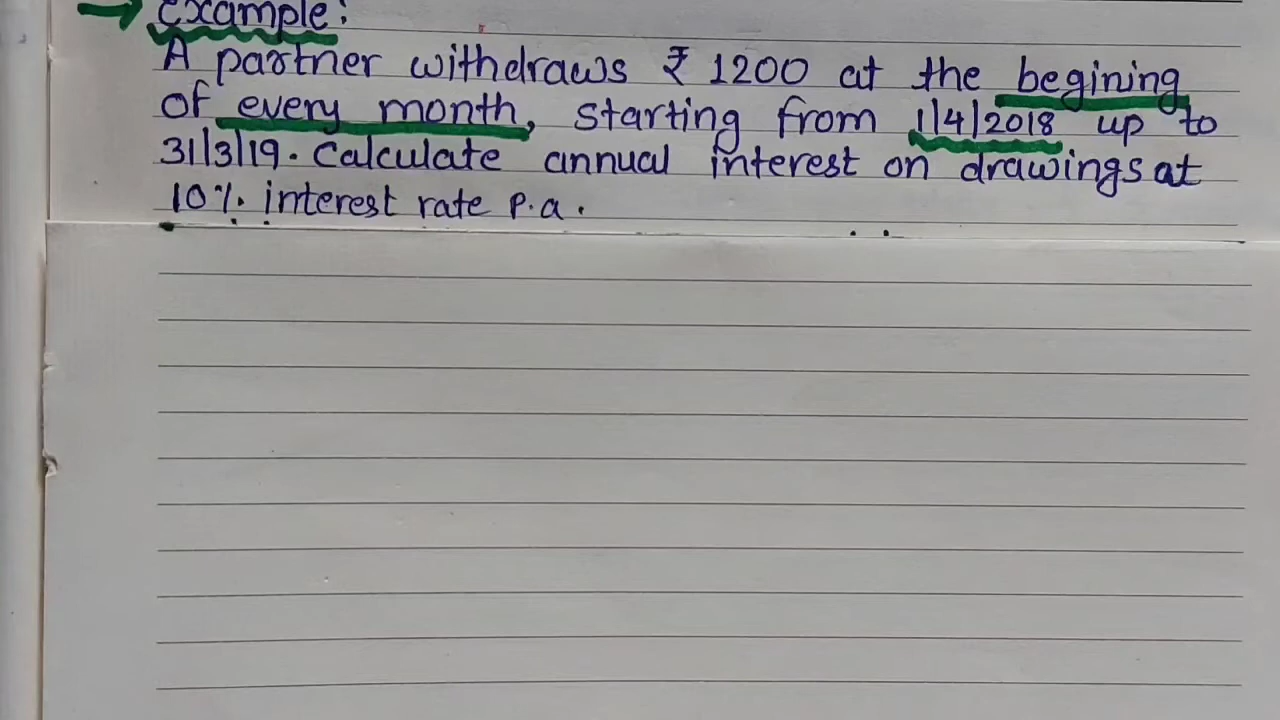 Example:
A partner withdraws ₹ 1200 at the begining
of every month, starting from 1/4/2018 up to
31/3/19. Calculate annual interest on drawings at
10% interest rate p.a.